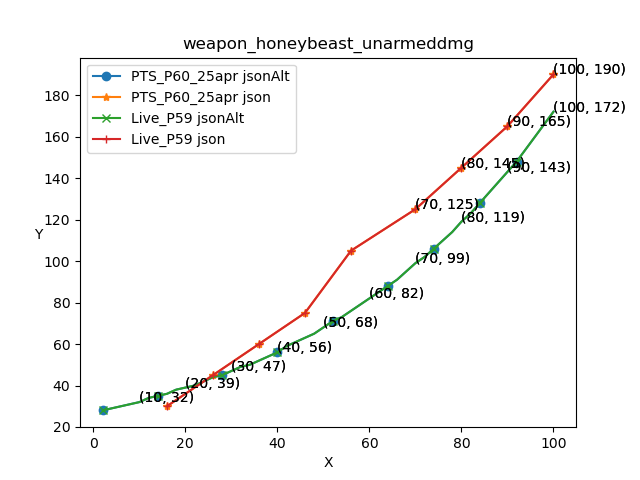 weapon_honeybeast_unarmeddmg
PTS_P60_25apr jsonAlt
PTS_P60_25apr json
Live_P59 jsonAlt
Live_P59 json
(100, 190)
(100, 172)
(90, 165)
(80, 145)
(90, 143)
(70, 125)
(80, 119)
(70, 99)
(60, 82)
(50, 68)
(40, 56)
(30, 47)
(20, 39)
(10, 32)
180
160
140
120
100
80
60
40
20
Y
0 20 40 60 80 100
X